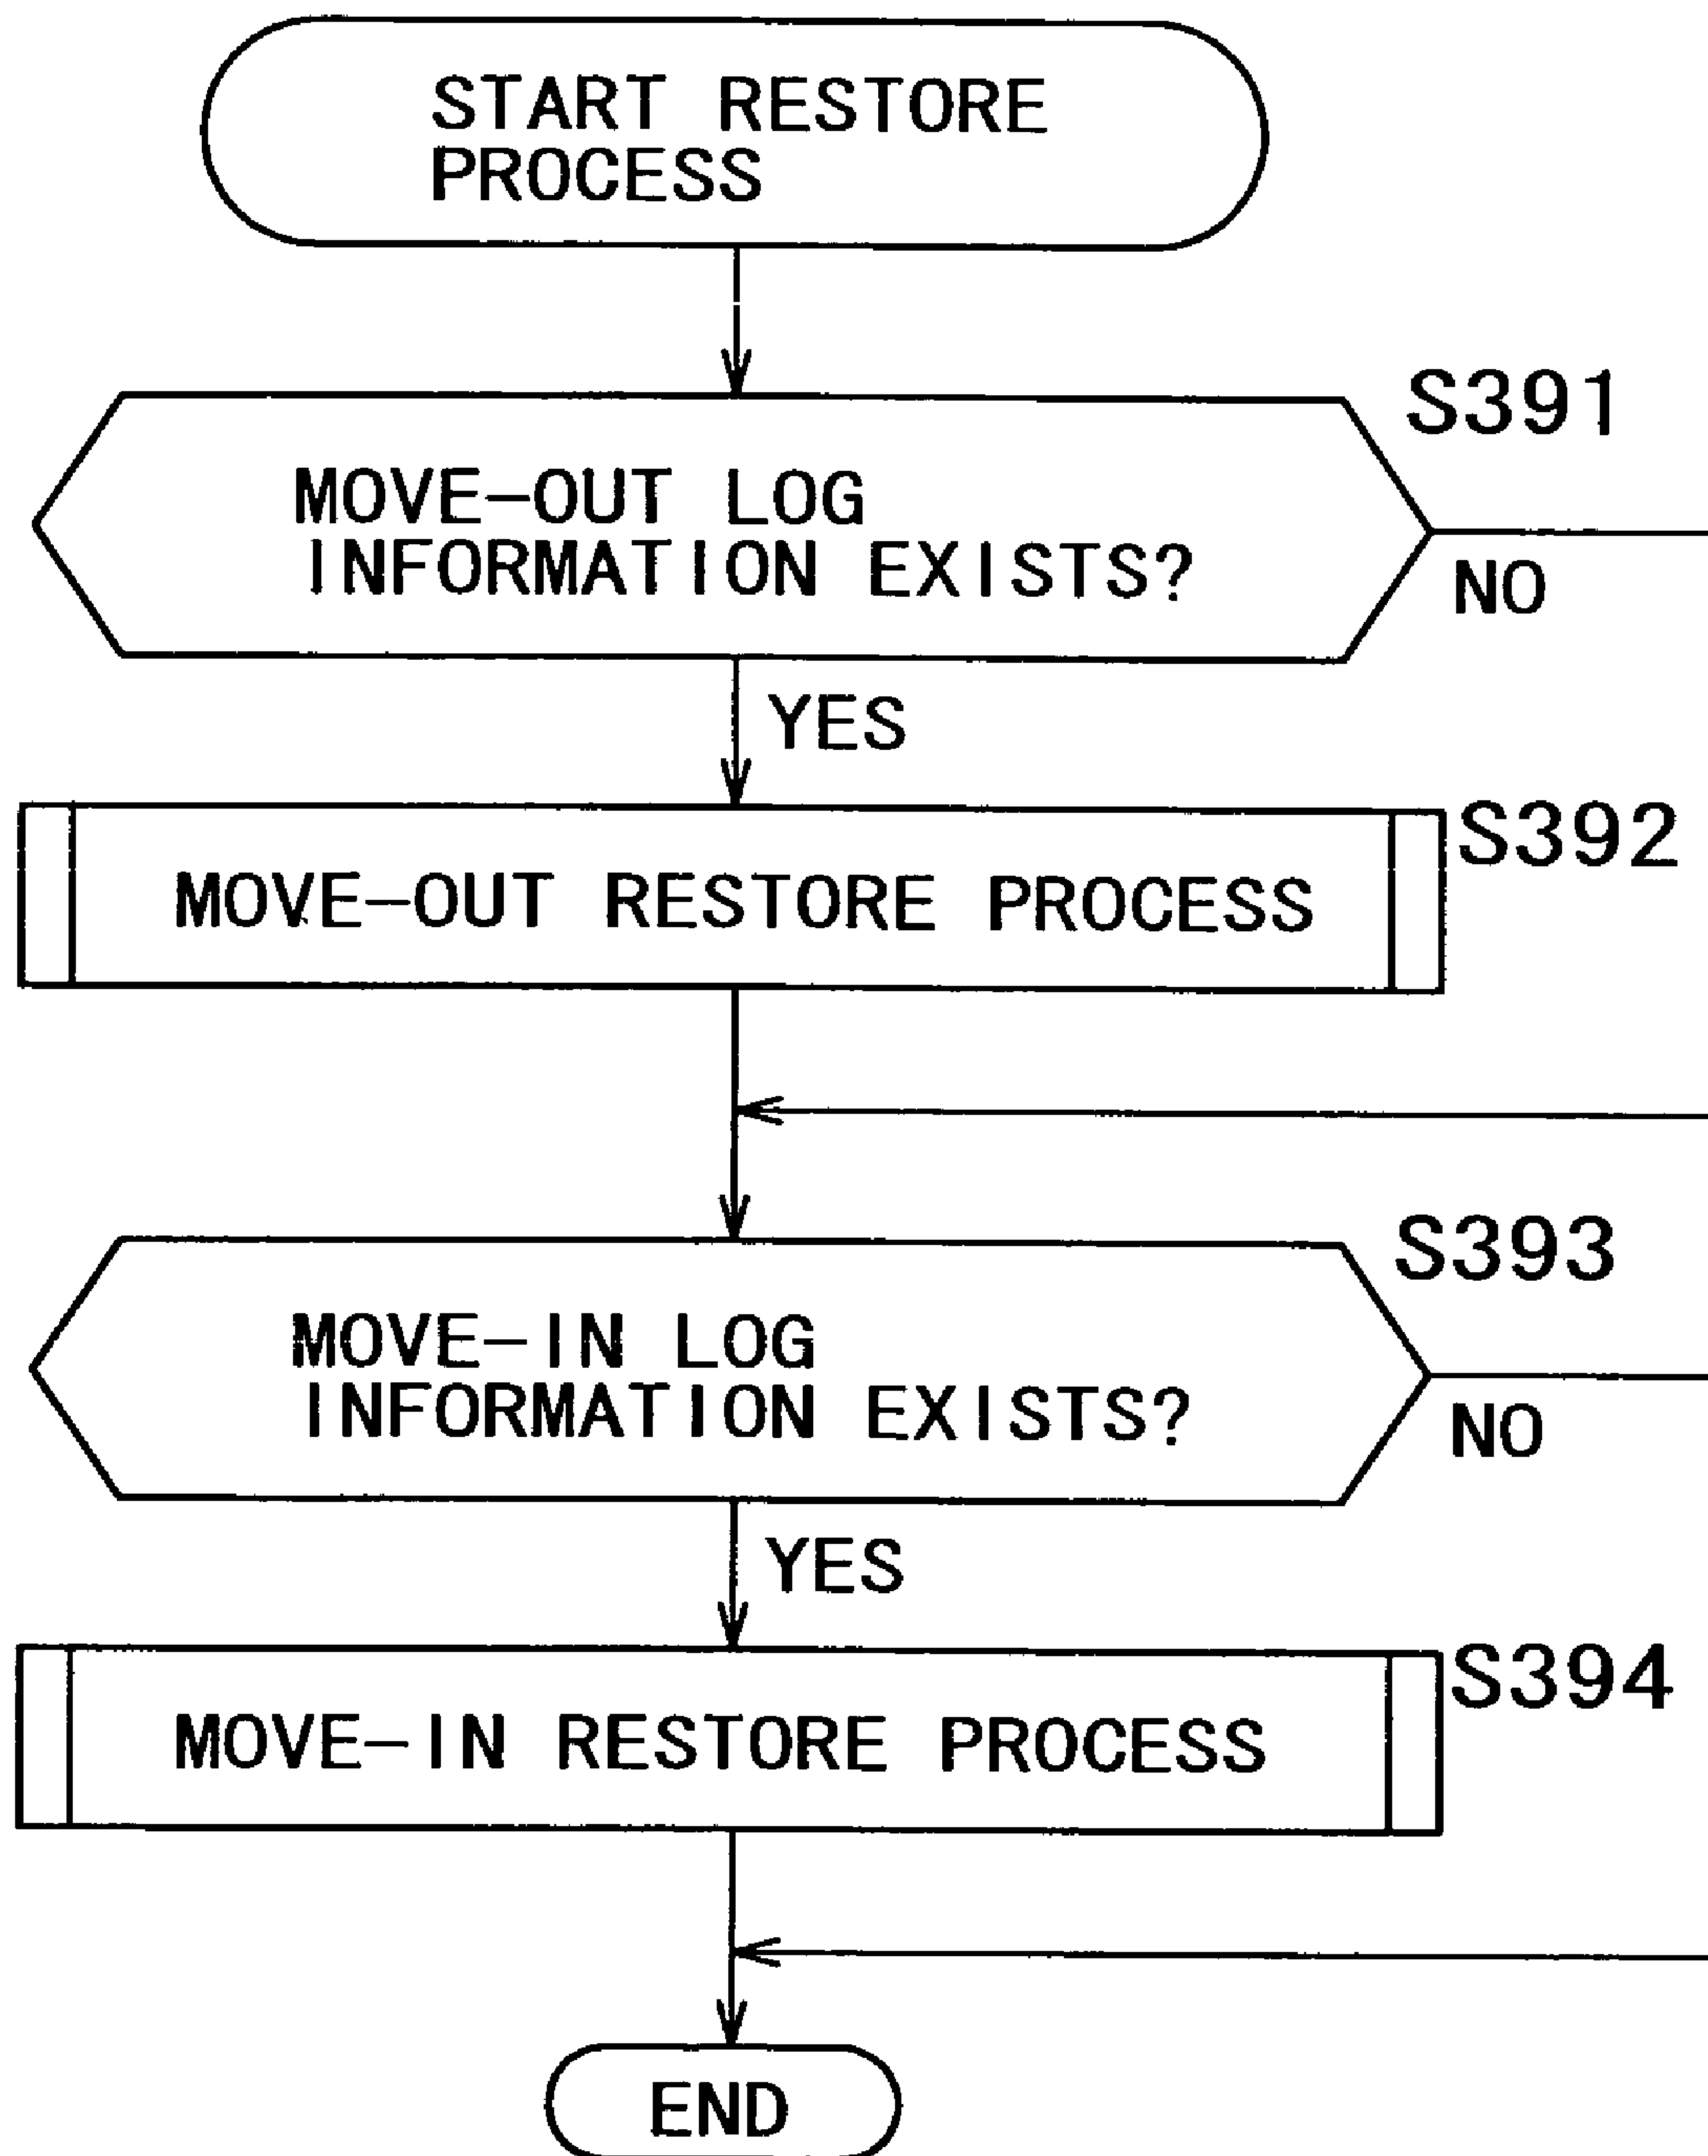 START RESTORE
PROCESS
S391
MOVE-OUT LOG
INFORMATION EXISTS?
NO
YES
S392
MOVE-OUT RESTORE PROCESS
S393
MOVE-IN LOG
INFORMATION EXISTS?
NO
YES
S394
MOVE-IN RESTORE PROCESS
END